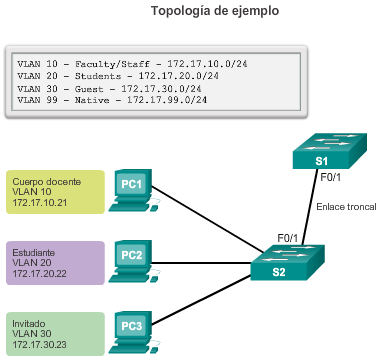 Topología de ejemplo
VLAN 10 – Faculty/Staff - 172.17.10.0/24
VLAN 20 – Students - 172.17.20.0/24
VLAN 30 – Guest - 172.17.30.0/24
VLAN 99 – Native - 172.17.99.0/24
S1
F0/1
Cuerpo docente
VLAN 10
172.17.10.21
PC1
Enlace troncal
F0/1
Estudiante
VLAN 20
172.17.20.22
PC2
S2
Invitado
VLAN 30
172.17.30.23
PC3